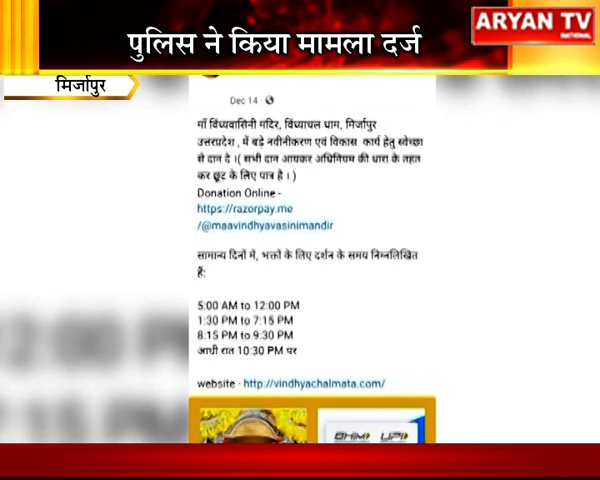 पुलिस ने किया मामला दर्ज
ARYAN TV
NATIONAL
मिर्जापुर
Dec 14
माँ विंध्यवासिनी मंदिर, विंध्याचल धाम, मिर्जापुर
उत्तरप्रदेश , में बड़े नवीनीकरण एवं विकास कार्य हेतु स्वेच्छा
से दान दे ।( सभी दान आयकर अधिनियम की धारा के तहत
कर छूट के लिए पात्र है । )
Donation Online -
https://razorpay.me
/@maavindhyavasinimandir
सामान्य दिनों में, भक्तों के लिए दर्शन के समय निम्नलिखित
हैं:
5:00 AM to 12:00 PM
1:30 PM to 7:15 PM
8:15 PM to 9:30 PM
आधी रात 10:30 PM पर
website - http://vindhyachalmata.com/
BHIM UPI